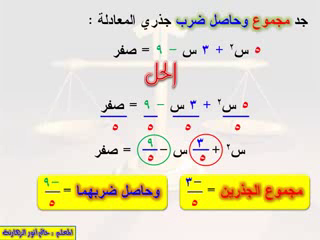 جد مجموع وحاصل ضرب جذري المعادلة :
٥ س٢ + ٣ س − ٩ = صفر
الحل
٥ س٢ + ٣ س − ٩ = صفر
٥ ٥ ٥ ٥
س٢ + ٣/٥ س − ٩/٥ = صفر
مجموع الجذرين = −٣/٥ وحاصل ضربهما = −٩/٥
المعلم :